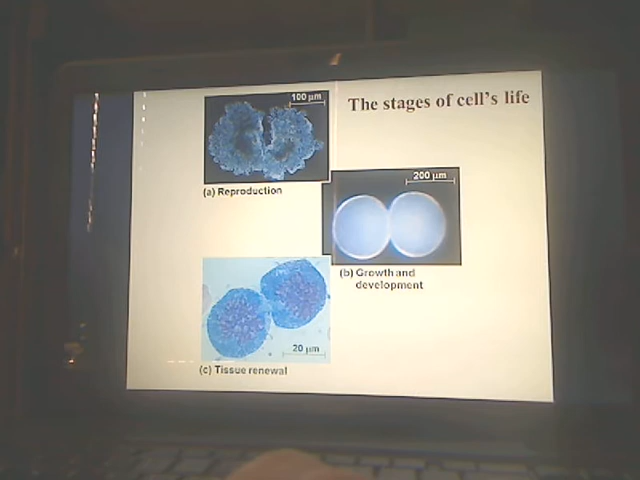 The stages of cell's life
100 µm
(a) Reproduction
200 µm
(b) Growth and
development
20 µm
(c) Tissue renewal